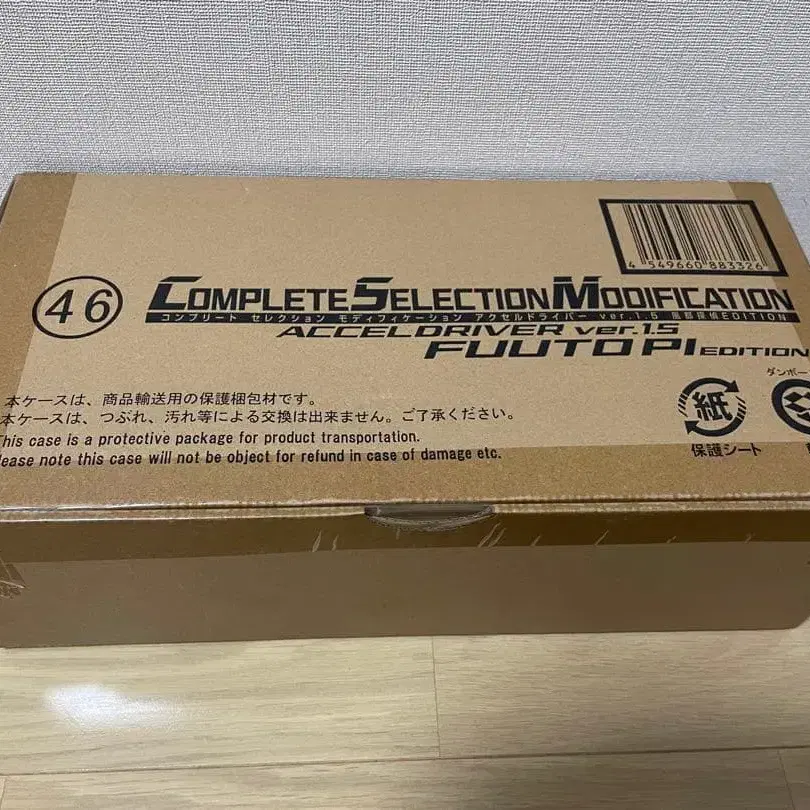 4 549660 883326
46
COMPLETE SELECTION MODIFICATION
コンプリート セレクション モディフィケーション アクセルドライバー ver.1.5 風都探偵EDITION
ACCELDRIVER ver.1.5
FUUTO PI EDITION
本ケースは、商品輸送用の保護梱包材です。
本ケースは、つぶれ、汚れ等による交換は出来ません。ご了承ください。
This case is a protective package for product transportation.
lease note this case will not be object for refund in case of damage etc.
紙
保護シート
ダンボー